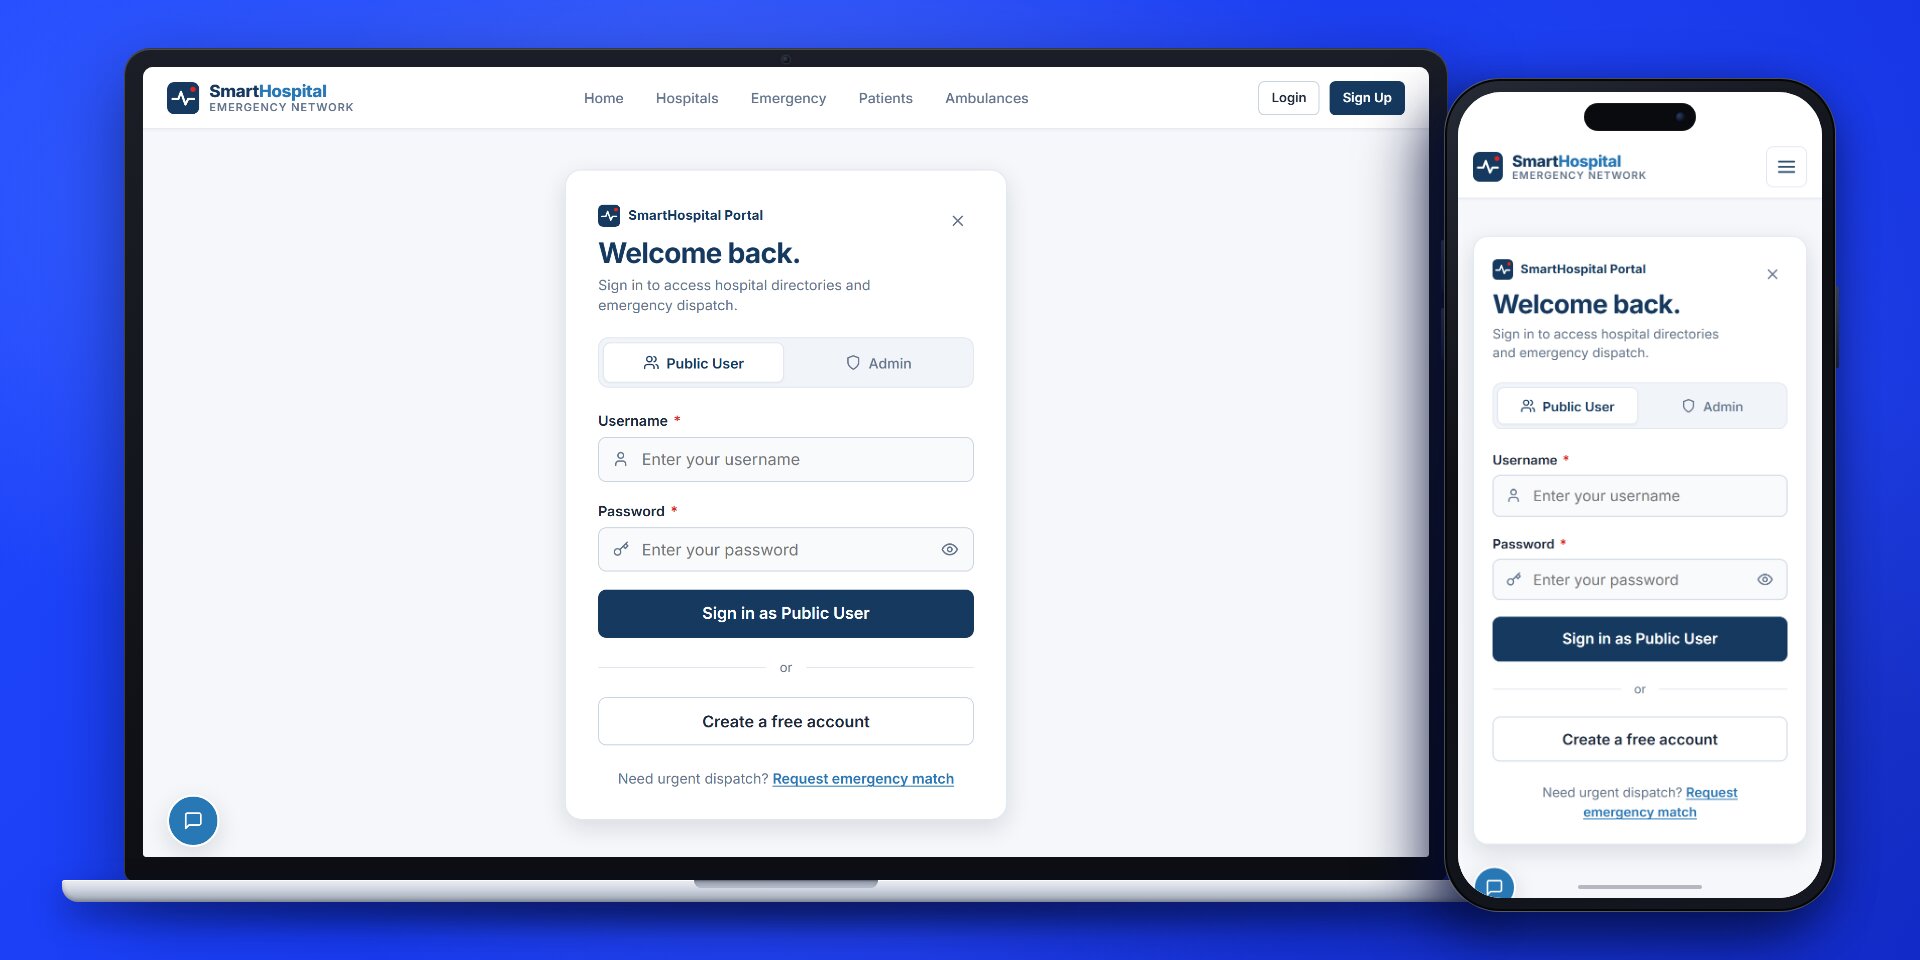 SmartHospital
EMERGENCY NETWORK
Home Hospitals Emergency Patients Ambulances
Login Sign Up
SmartHospital Portal
Welcome back.
Sign in to access hospital directories and
emergency dispatch.
Public User Admin
Username *
Enter your username
Password *
Enter your password
Sign in as Public User
or
Create a free account
Need urgent dispatch? Request emergency match
SmartHospital
EMERGENCY NETWORK
SmartHospital Portal
Welcome back.
Sign in to access hospital directories
and emergency dispatch.
Public User Admin
Username *
Enter your username
Password *
Enter your password
Sign in as Public User
or
Create a free account
Need urgent dispatch? Request
emergency match